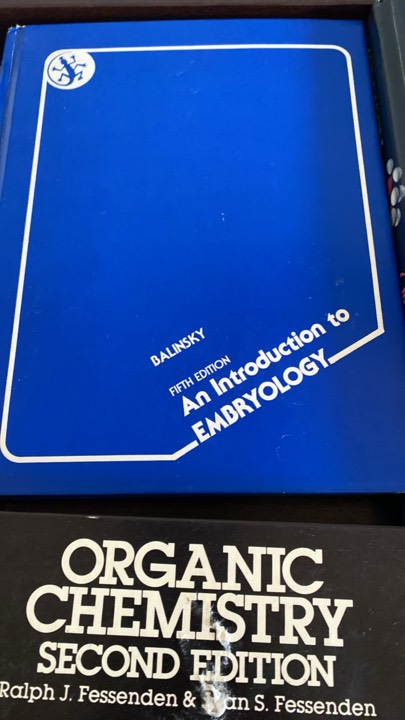 BALINSKY
FIFTH EDITION
An Introduction to
EMBRYOLOGY
ORGANIC
CHEMISTRY
SECOND EDITION
Ralph J. Fessenden & S. Fessenden